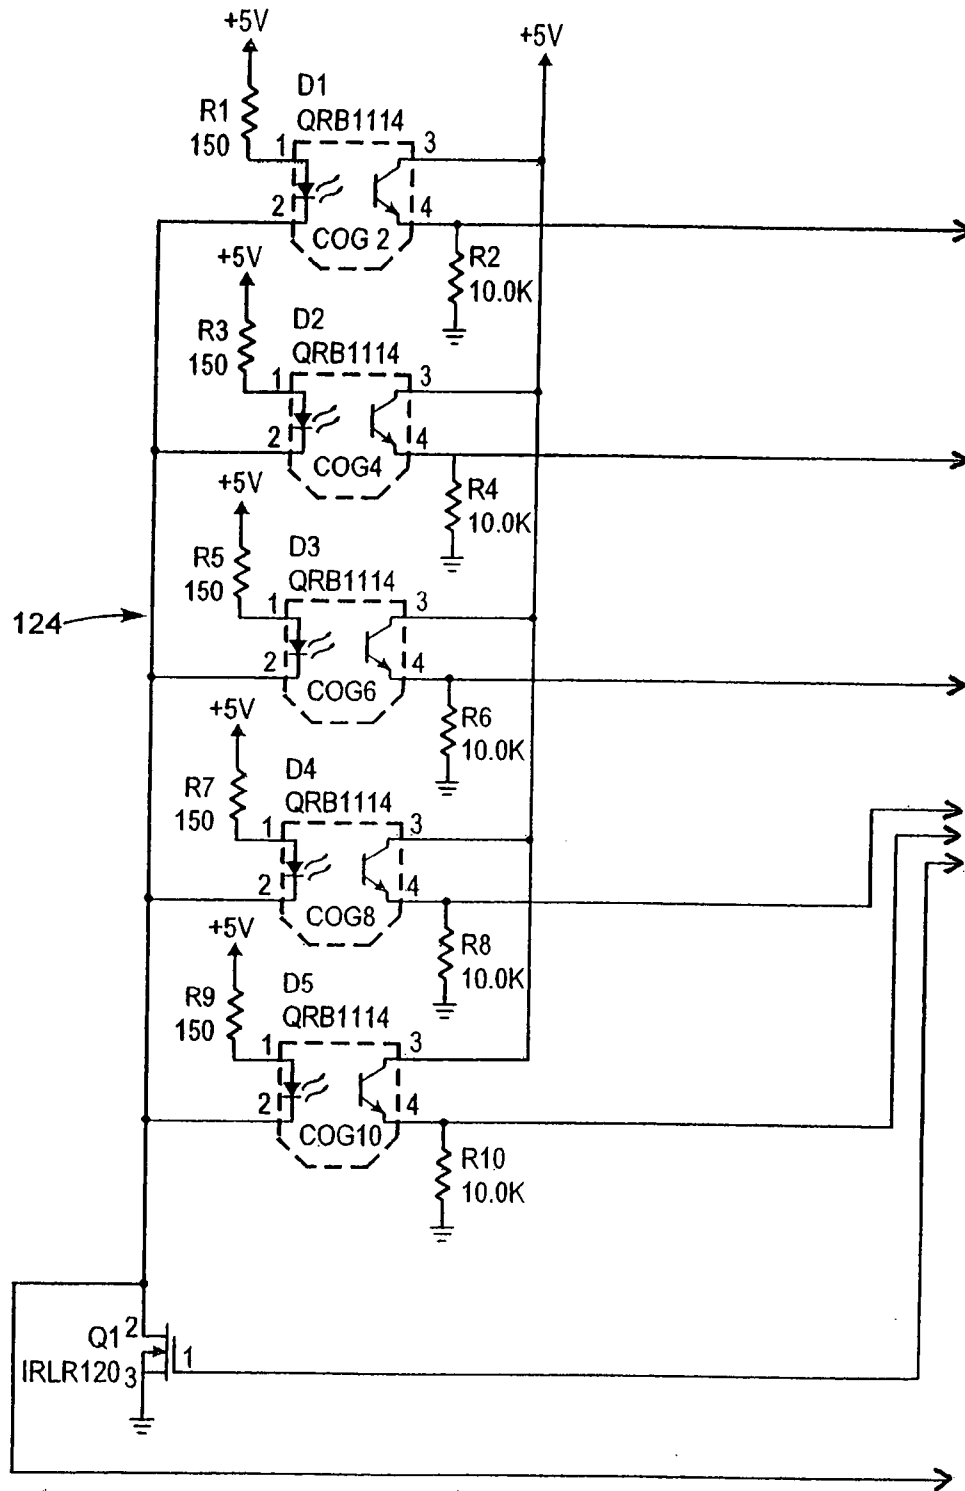 +5V
+5V
D1
QRB1114
R1
150
1
3
2
4
COG 2
R2
10.0K
+5V
D2
QRB1114
R3
150
1
3
2
4
COG4
R4
10.0K
+5V
D3
QRB1114
R5
150
1
3
124
2
4
COG6
R6
10.0K
+5V
D4
QRB1114
R7
150
1
3
2
4
COG8
R8
10.0K
+5V
D5
QRB1114
R9
150
1
3
2
4
COG10
R10
10.0K
Q1
2
1
IRLR120
3